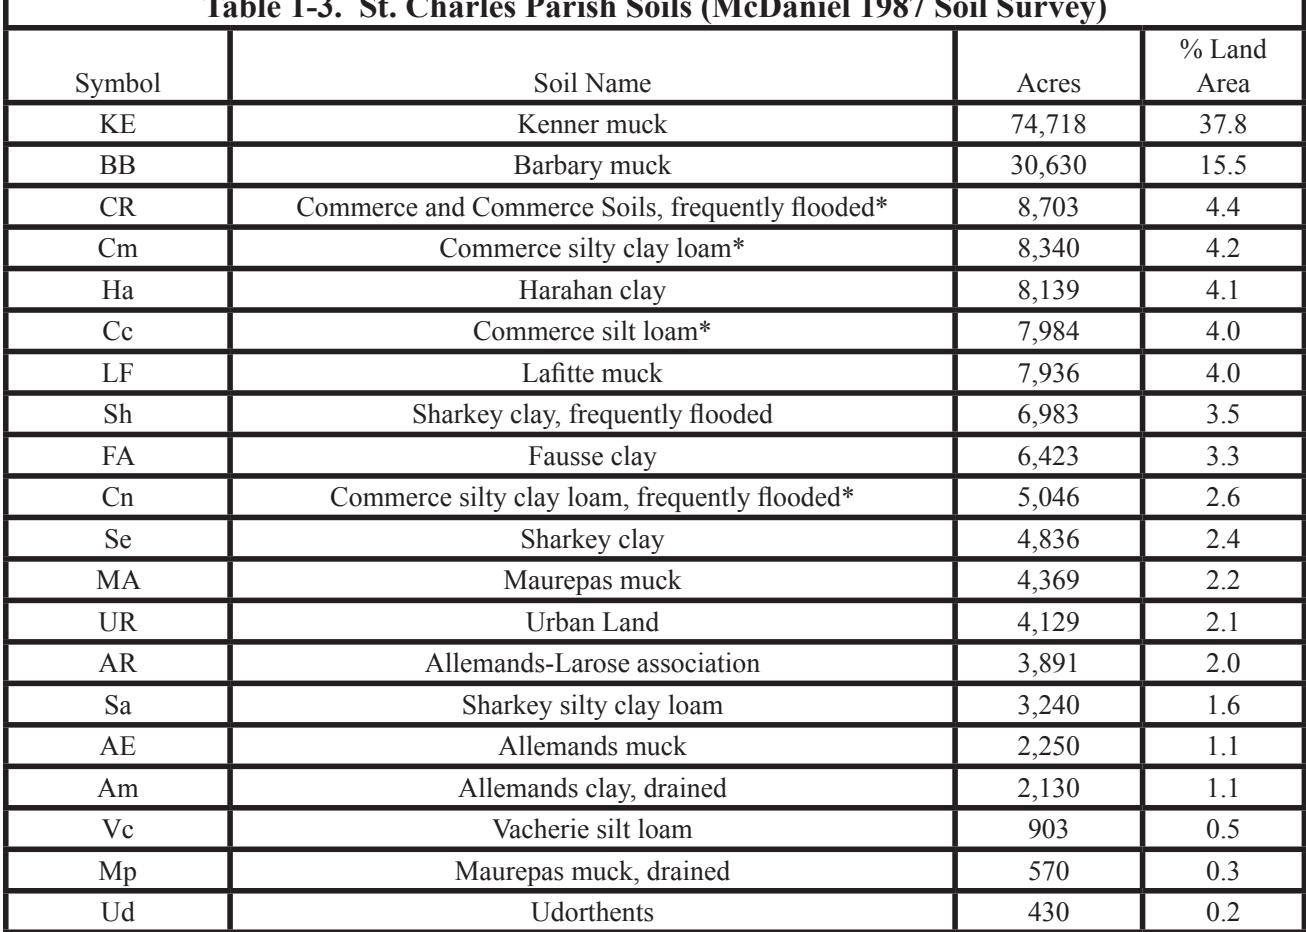 Table 1-3. St. Charles Parish Soils (McDaniel 1987 Soil Survey)
Symbol Soil Name Acres % Land Area
KE Kenner muck 74,718 37.8
BB Barbary muck 30,630 15.5
CR Commerce and Commerce Soils, frequently flooded* 8,703 4.4
Cm Commerce silty clay loam* 8,340 4.2
Ha Harahan clay 8,139 4.1
Cc Commerce silt loam* 7,984 4.0
LF Lafitte muck 7,936 4.0
Sh Sharkey clay, frequently flooded 6,983 3.5
FA Fausse clay 6,423 3.3
Cn Commerce silty clay loam, frequently flooded* 5,046 2.6
Se Sharkey clay 4,836 2.4
MA Maurepas muck 4,369 2.2
UR Urban Land 4,129 2.1
AR Allemands-Larose association 3,891 2.0
Sa Sharkey silty clay loam 3,240 1.6
AE Allemands muck 2,250 1.1
Am Allemands clay, drained 2,130 1.1
Vc Vacherie silt loam 903 0.5
Mp Maurepas muck, drained 570 0.3
Ud Udorthents 430 0.2